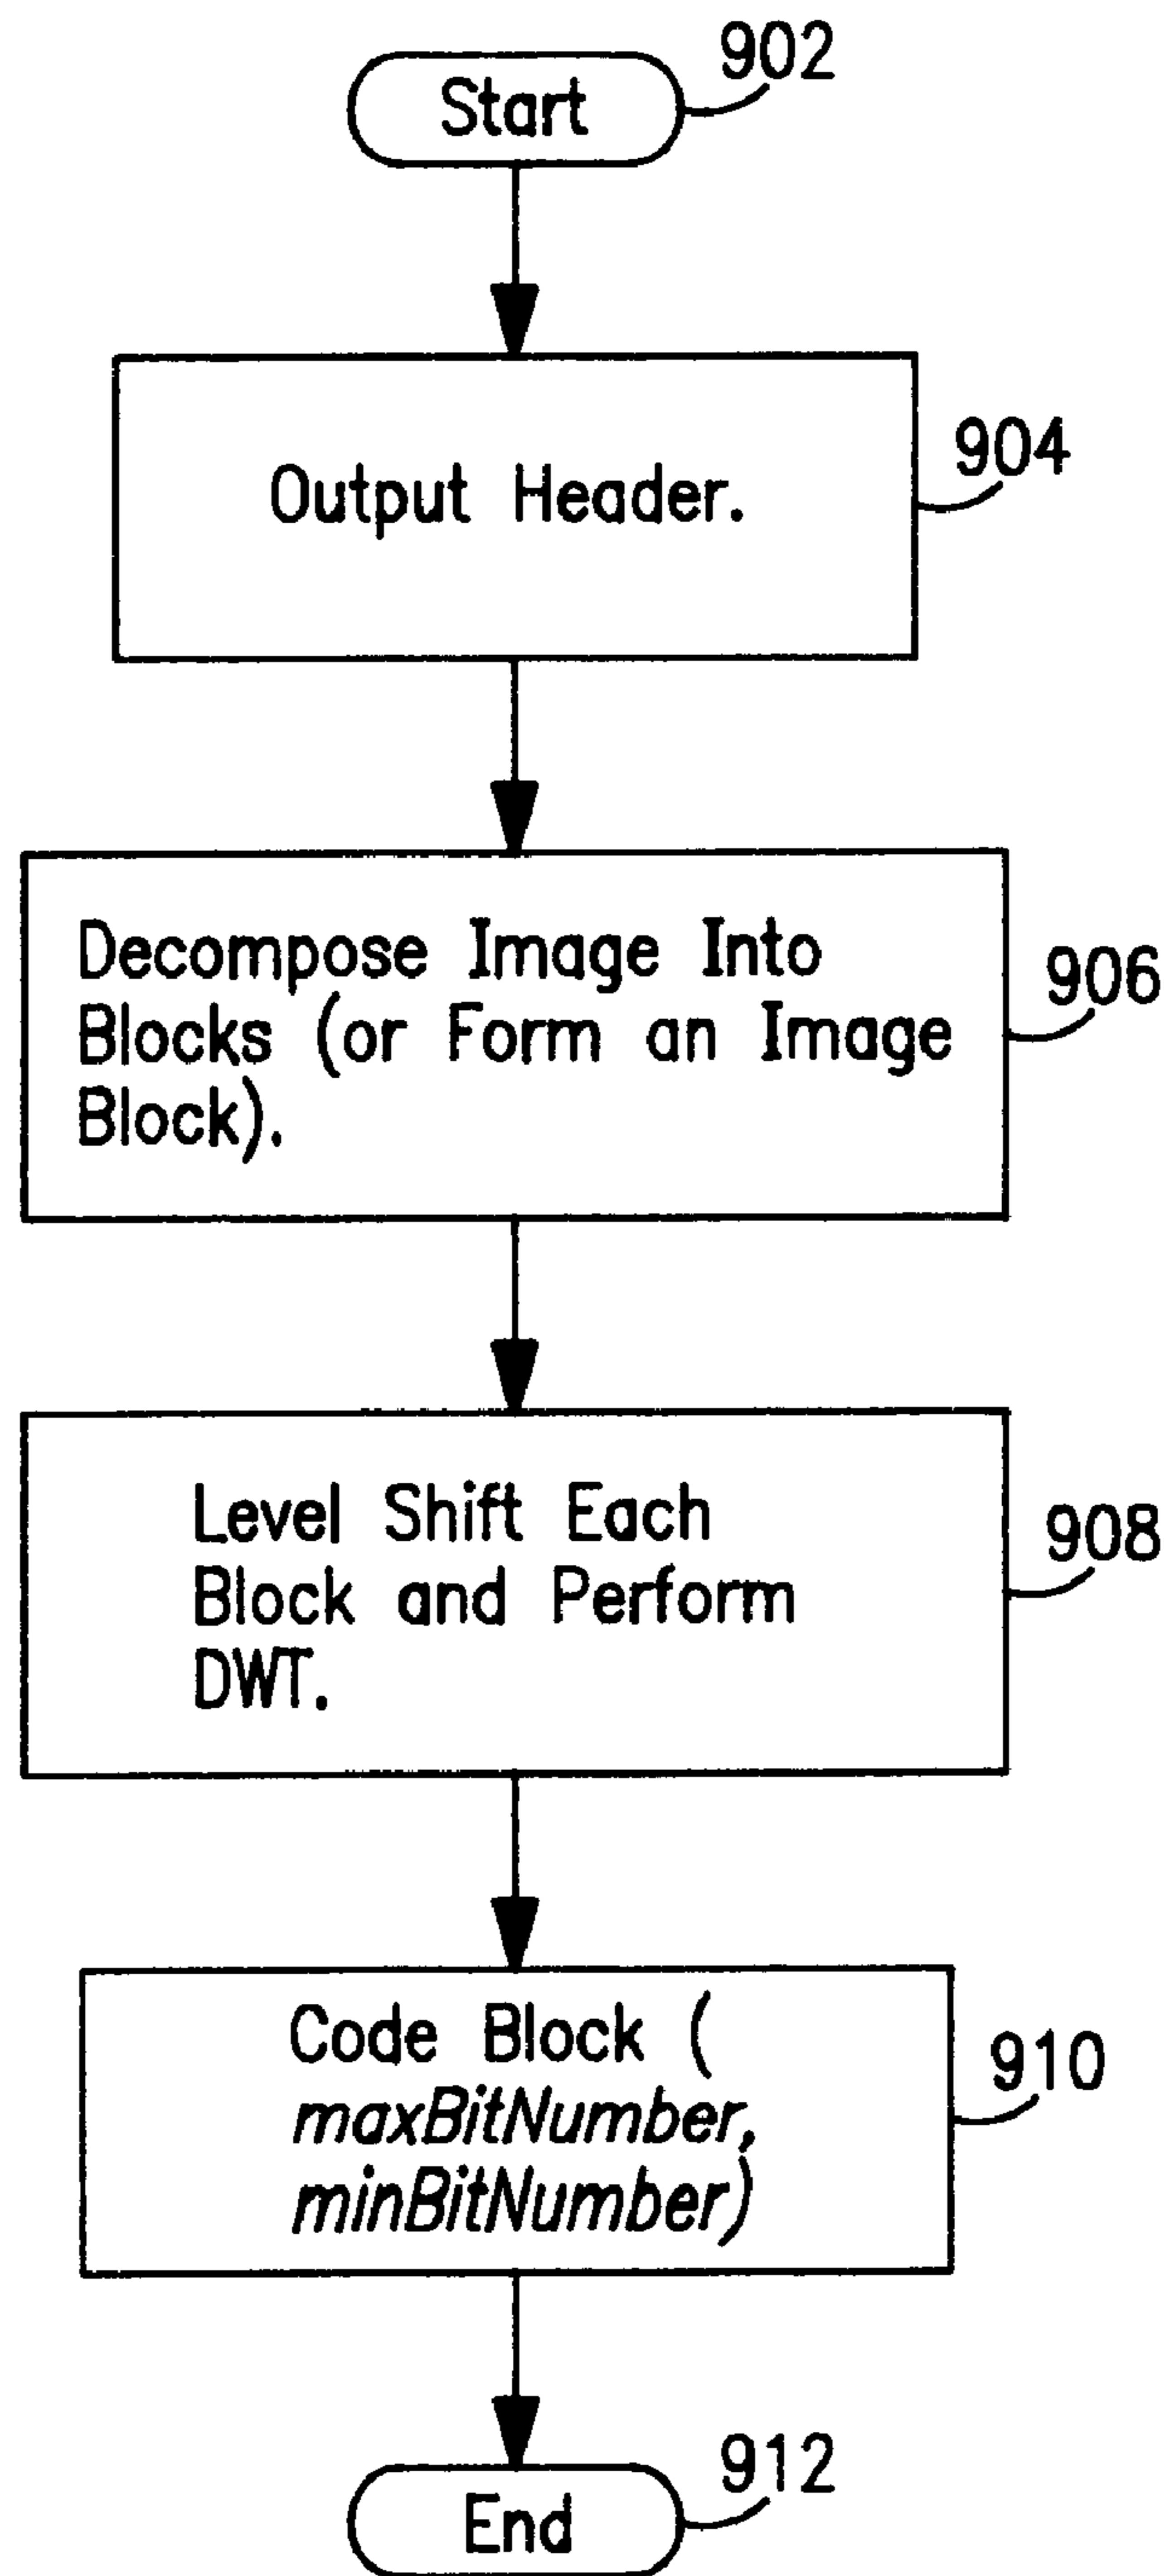 902
Start
904
Output Header.
906
Decompose Image Into
Blocks (or Form an Image
Block).
908
Level Shift Each
Block and Perform
DWT.
910
Code Block (
maxBitNumber,
minBitNumber)
912
End